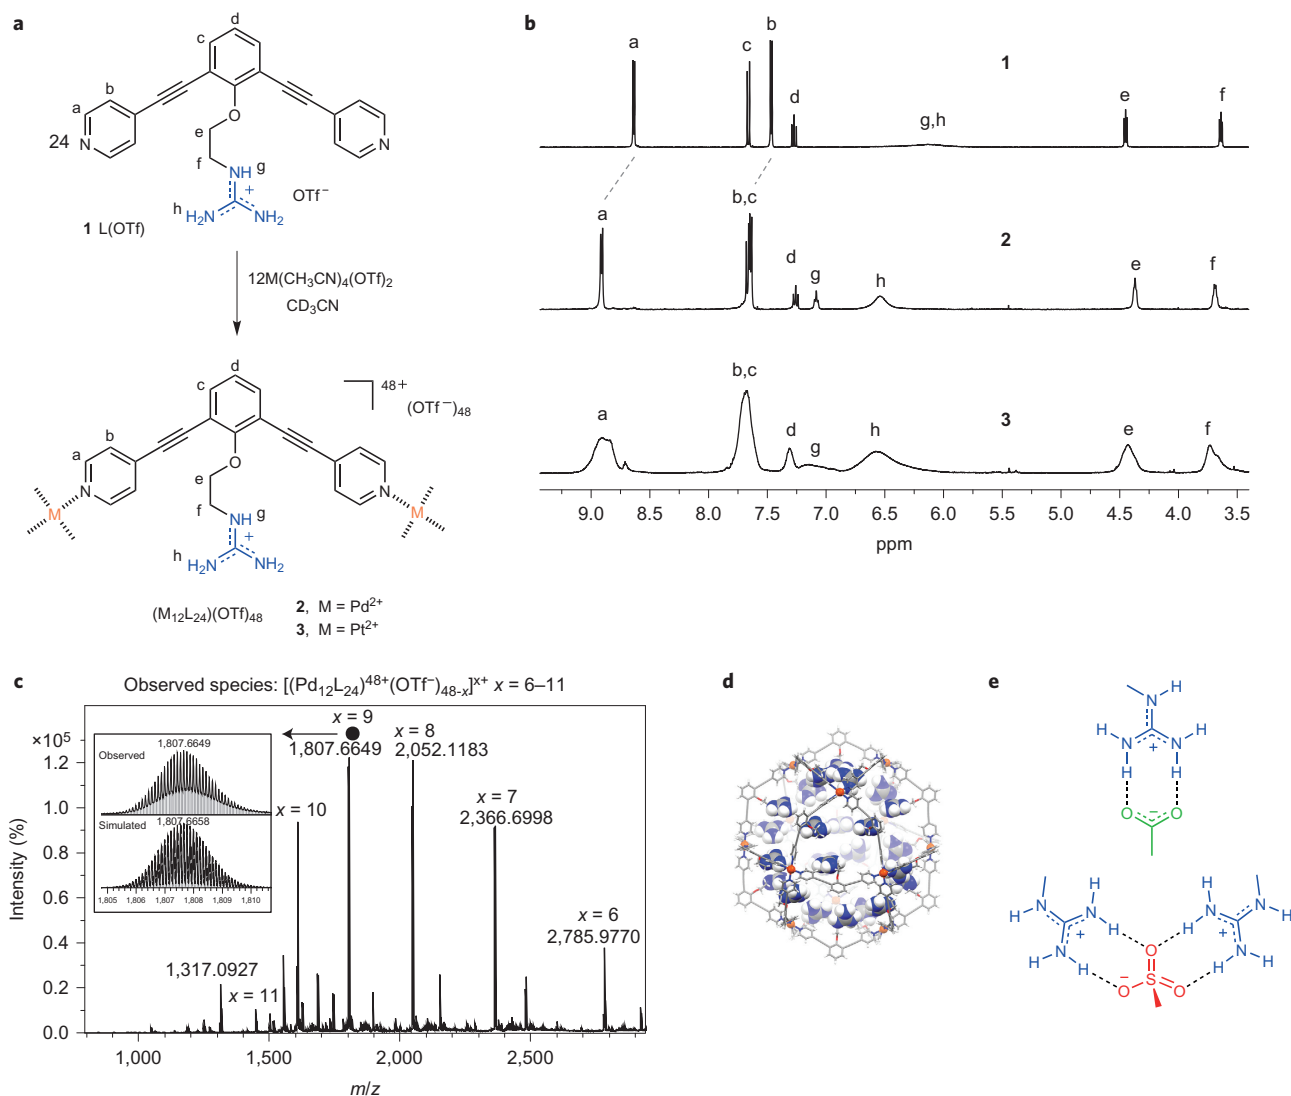 a
d
c
b
a
24
N
N
O
e
f
NH
g
+
h
H₂N
NH₂
OTf⁻
1 L(OTf)
12M(CH₃CN)₄(OTf)₂
CD₃CN
d
c
48+
(OTf⁻)₄₈
b
a
N
N
M
M
O
e
f
NH
g
+
h
H₂N
NH₂
(M₁₂L₂₄)(OTf)₄₈
2, M = Pd²⁺
3, M = Pt²⁺
b
a
c
b
d
g,h
e
f
1
a
b,c
d
g
h
e
f
2
a
b,c
d
g
h
e
f
3
9.0 8.5 8.0 7.5 7.0 6.5 6.0 5.5 5.0 4.5 4.0 3.5
ppm
c
Observed species: [(Pd₁₂L₂₄)⁴⁸⁺(OTf⁻)₄₈₋ₓ]ˣ⁺ x = 6–11
×10⁵
1.2
1.0
0.8
0.6
0.4
0.2
0.0
Intensity (%)
Observed
1,807.6649
Simulated
1,807.6658
1,805 1,806 1,807 1,808 1,809 1,810
x = 9
1,807.6649
x = 8
2,052.1183
x = 10
x = 7
2,366.6998
x = 6
2,785.9770
1,317.0927
x = 11
1,000 1,500 2,000 2,500
m/z
d
e
N
H
H
N
N
H
+
H
H
O
−
O
H
N
H
N
H
+
N
H
H
H
H
N
N
H
+
H
N
H
H
O
−
O
S
O